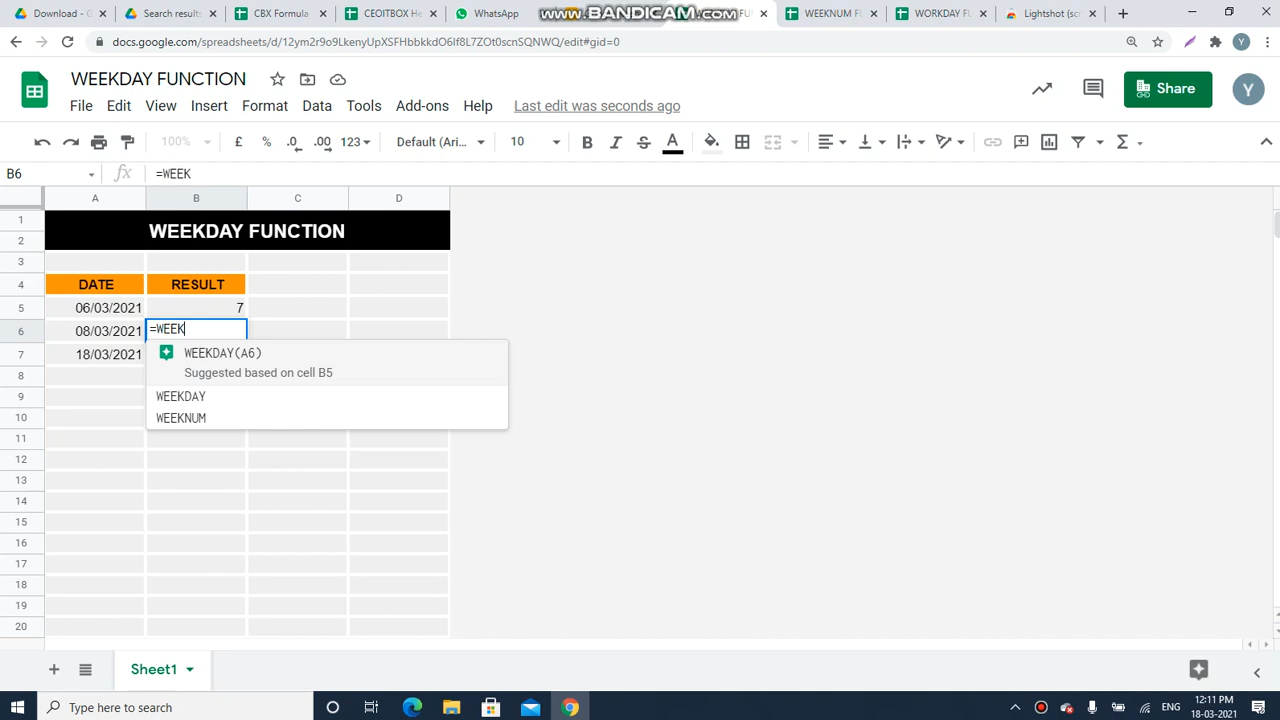 My Drive
Search result
CBX Formula
CEOITBOX He
WhatsApp
www.BANDICAM.com
WEEKNUM F
WORKDAY FU
Lightshot (sc
docs.google.com/spreadsheets/d/12ym2r9o9LkenyUpXSFHbbkkdO6If8L7ZOt0scnSQNWQ/edit#gid=0
Y
WEEKDAY FUNCTION
File Edit View Insert Format Data Tools Add-ons Help Last edit was seconds ago
Share
Y
100% £ % .0 .00 123 Default (Ari... 10 B I S A Σ
B6 fx =WEEK
A B C D
1 WEEKDAY FUNCTION
2
3
4 DATE RESULT
5 06/03/2021 7
6 08/03/2021 =WEEK
7 18/03/2021
WEEKDAY(A6)
Suggested based on cell B5
WEEKDAY
WEEKNUM
8
9
10
11
12
13
14
15
16
17
18
19
20
Sheet1
Type here to search
ENG
12:11 PM
18-03-2021